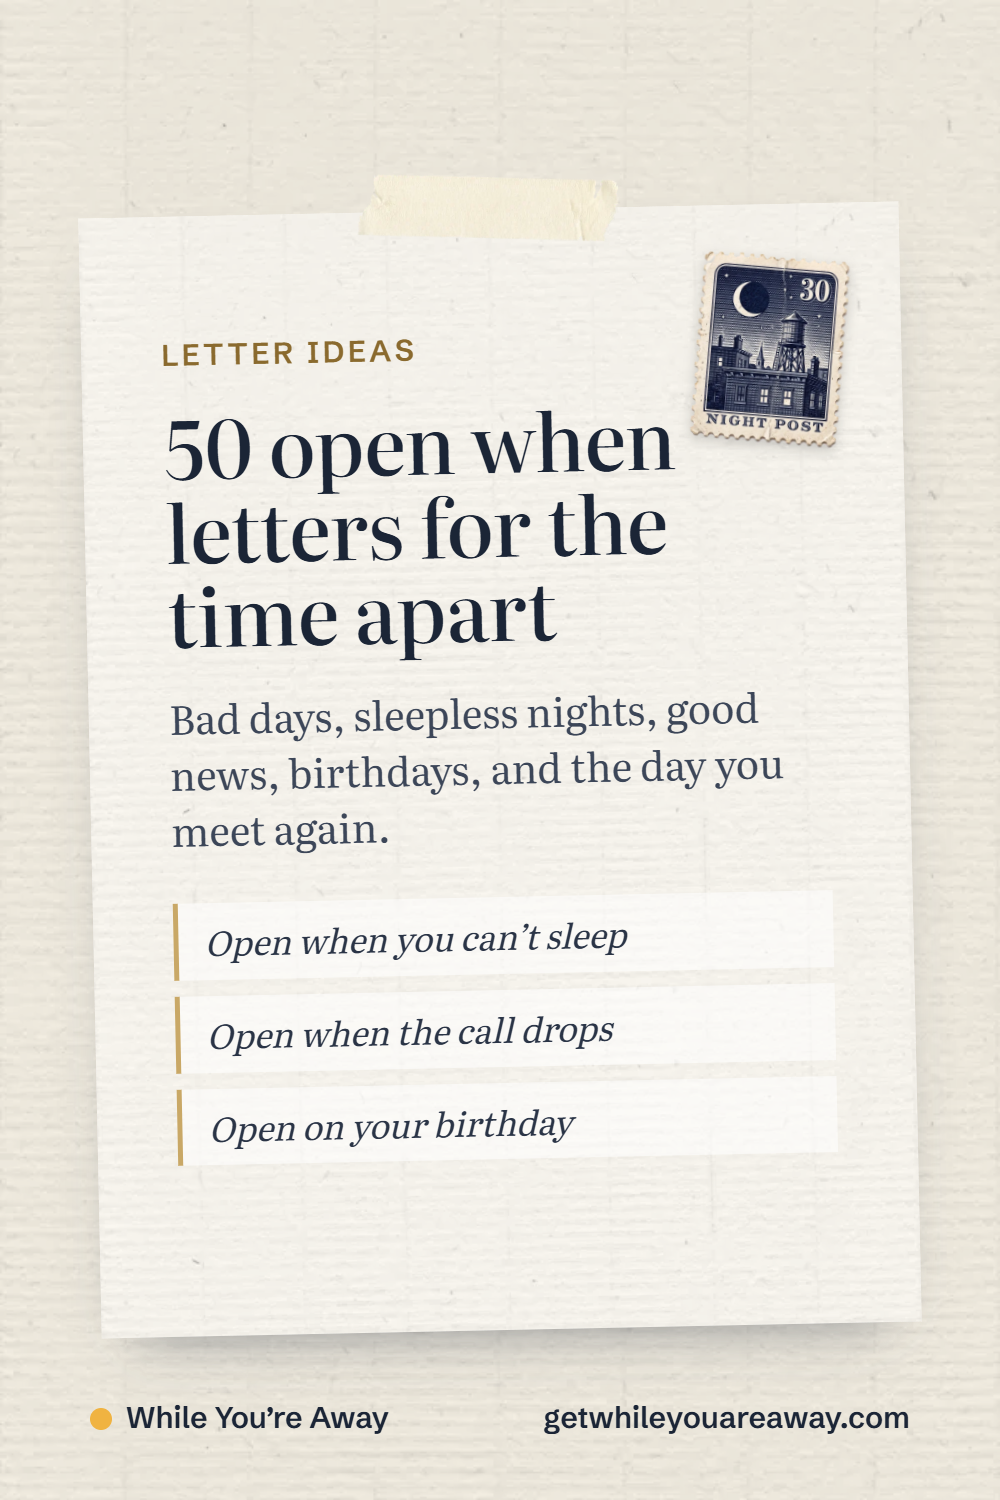 30
NIGHT POST
LETTER IDEAS
50 open when
letters for the
time apart
Bad days, sleepless nights, good
news, birthdays, and the day you
meet again.
Open when you can’t sleep
Open when the call drops
Open on your birthday
While You’re Away
getwhileyouareaway.com